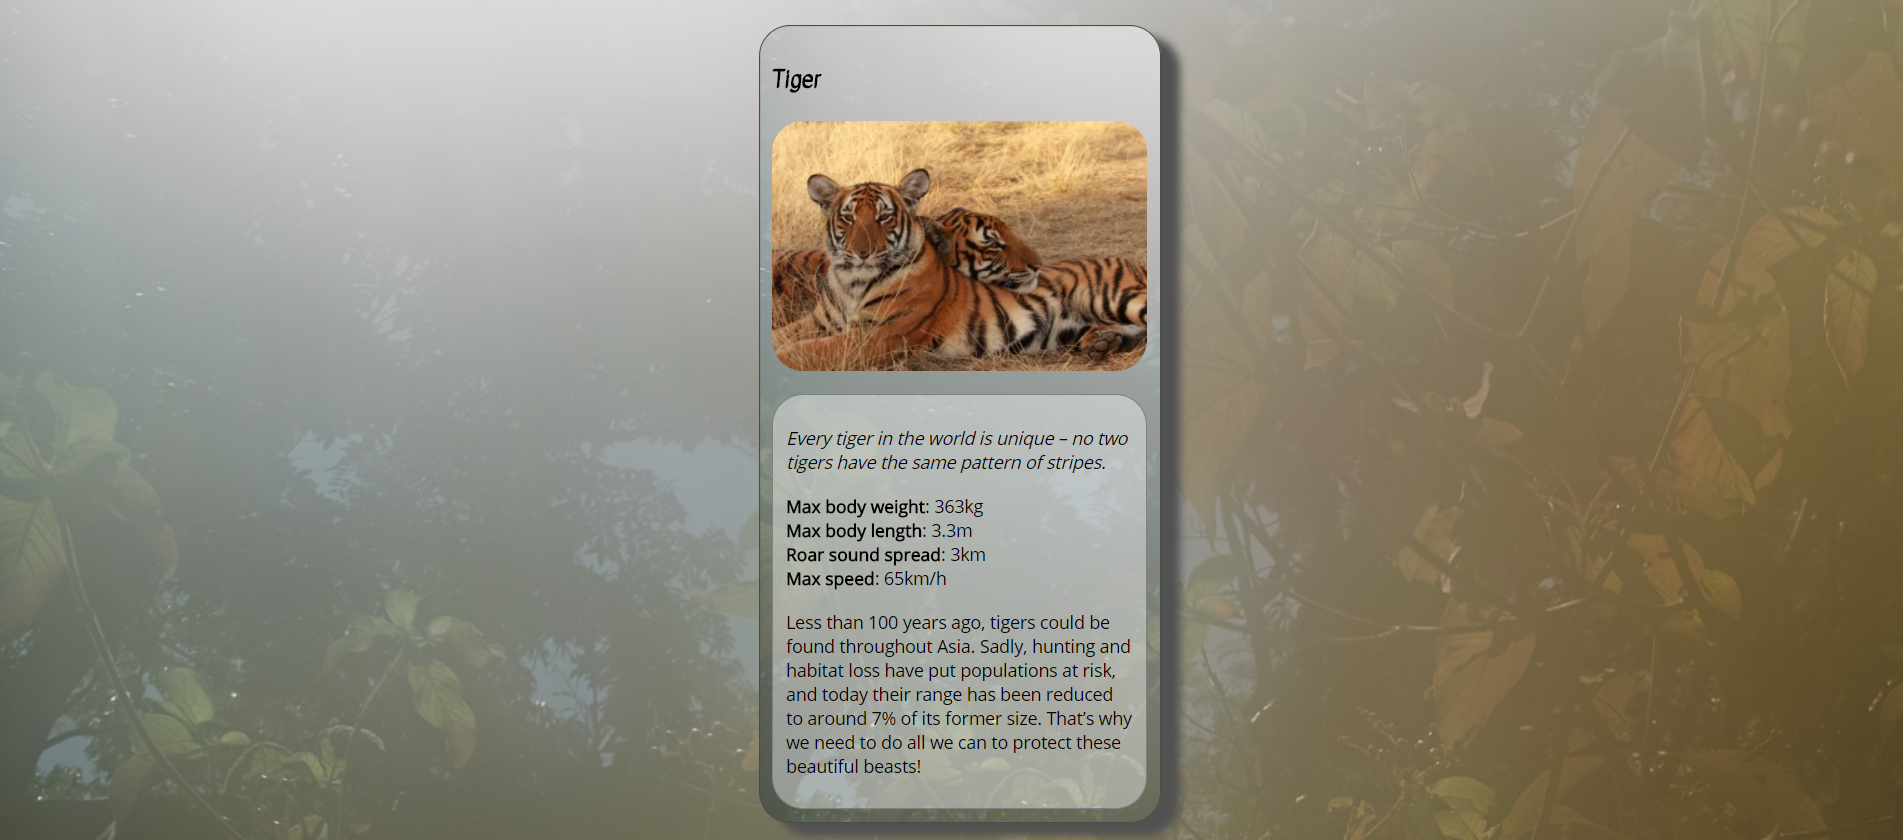 Tiger
Every tiger in the world is unique – no two
tigers have the same pattern of stripes.
Max body weight: 363kg
Max body length: 3.3m
Roar sound spread: 3km
Max speed: 65km/h
Less than 100 years ago, tigers could be
found throughout Asia. Sadly, hunting and
habitat loss have put populations at risk,
and today their range has been reduced
to around 7% of its former size. That’s why
we need to do all we can to protect these
beautiful beasts!